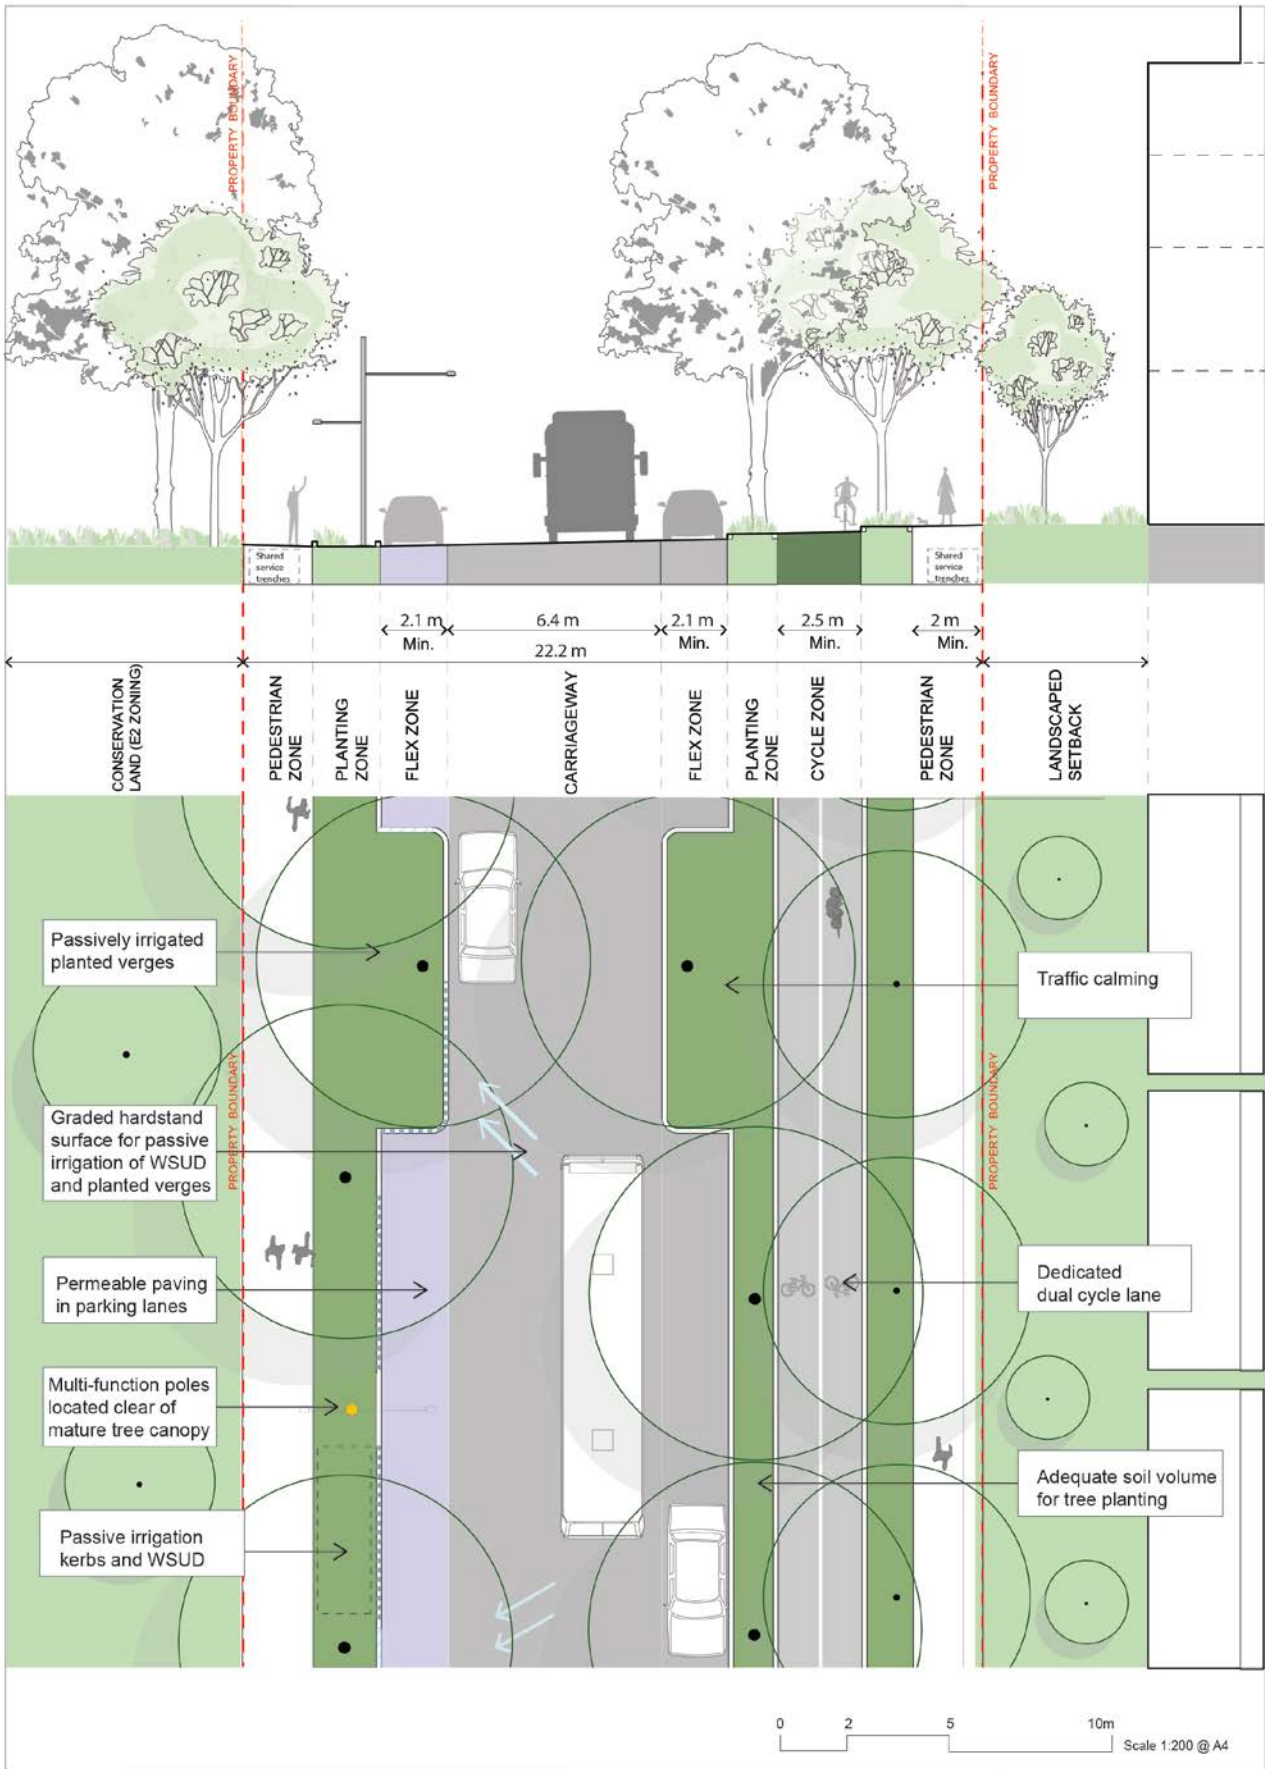 PROPERTY BOUNDARY
PROPERTY BOUNDARY
Shared
service
trenches
Shared
service
trenches
2.1 m
Min.
6.4 m
2.1 m
Min.
2.5 m
Min.
2 m
Min.
22.2 m
CONSERVATION
LAND (E2 ZONING)
PEDESTRIAN
ZONE
PLANTING
ZONE
FLEX ZONE
CARRIAGEWAY
FLEX ZONE
PLANTING
ZONE
CYCLE ZONE
PEDESTRIAN
ZONE
LANDSCAPED
SETBACK
Passively irrigated
planted verges
Traffic calming
PROPERTY BOUNDARY
PROPERTY BOUNDARY
Graded hardstand
surface for passive
irrigation of WSUD
and planted verges
Permeable paving
in parking lanes
Dedicated
dual cycle lane
Multi-function poles
located clear of
mature tree canopy
Adequate soil volume
for tree planting
Passive irrigation
kerbs and WSUD
0 2 5 10m
Scale 1:200 @ A4